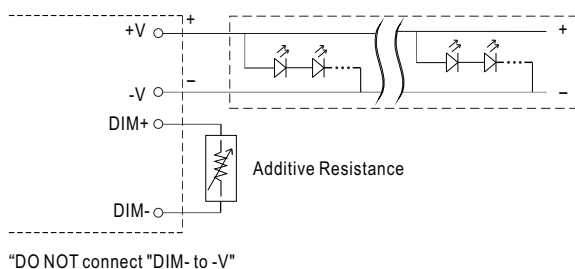 +
+V
+
-V
−
−
DIM+
Additive Resistance
DIM-
“DO NOT connect "DIM- to -V"